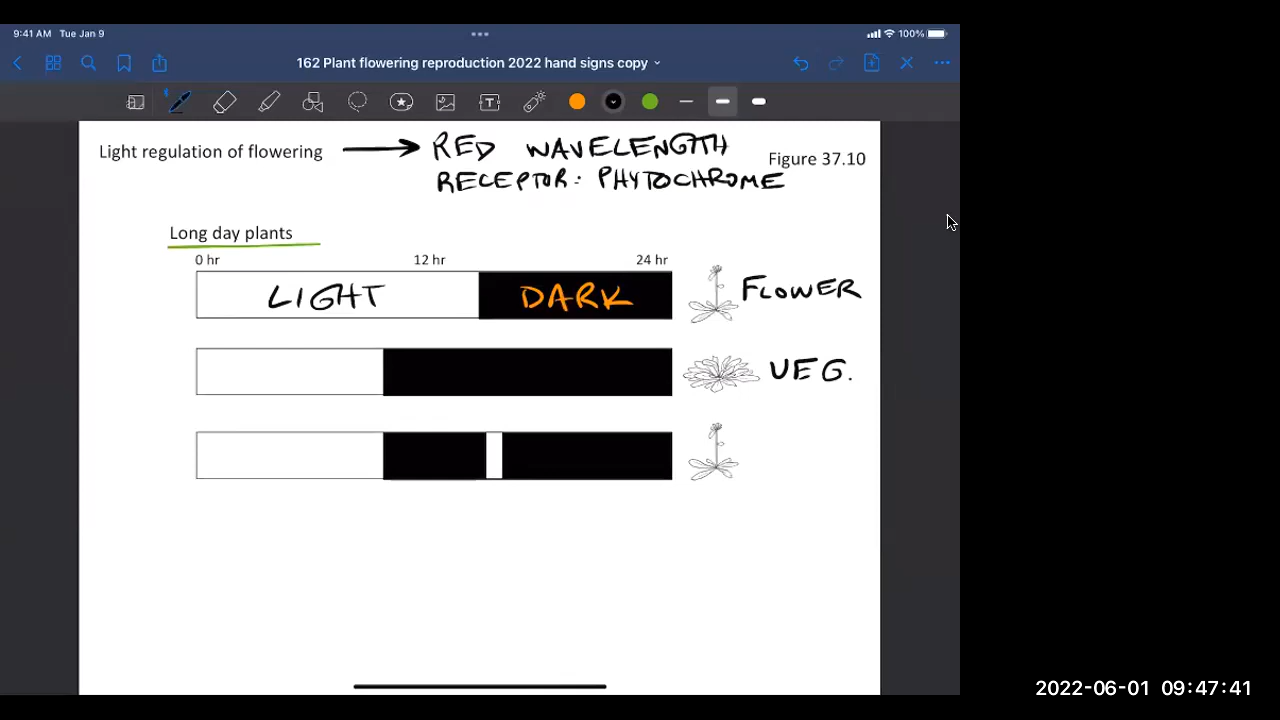 9:41 AM Tue Jan 9
100%
162 Plant flowering reproduction 2022 hand signs copy
Light regulation of flowering
RED WAVELENGTH
Figure 37.10
RECEPTOR: PHYTOCHROME
Long day plants
0 hr 12 hr 24 hr
LIGHT DARK FLOWER
VEG.
2022-06-01 09:47:41